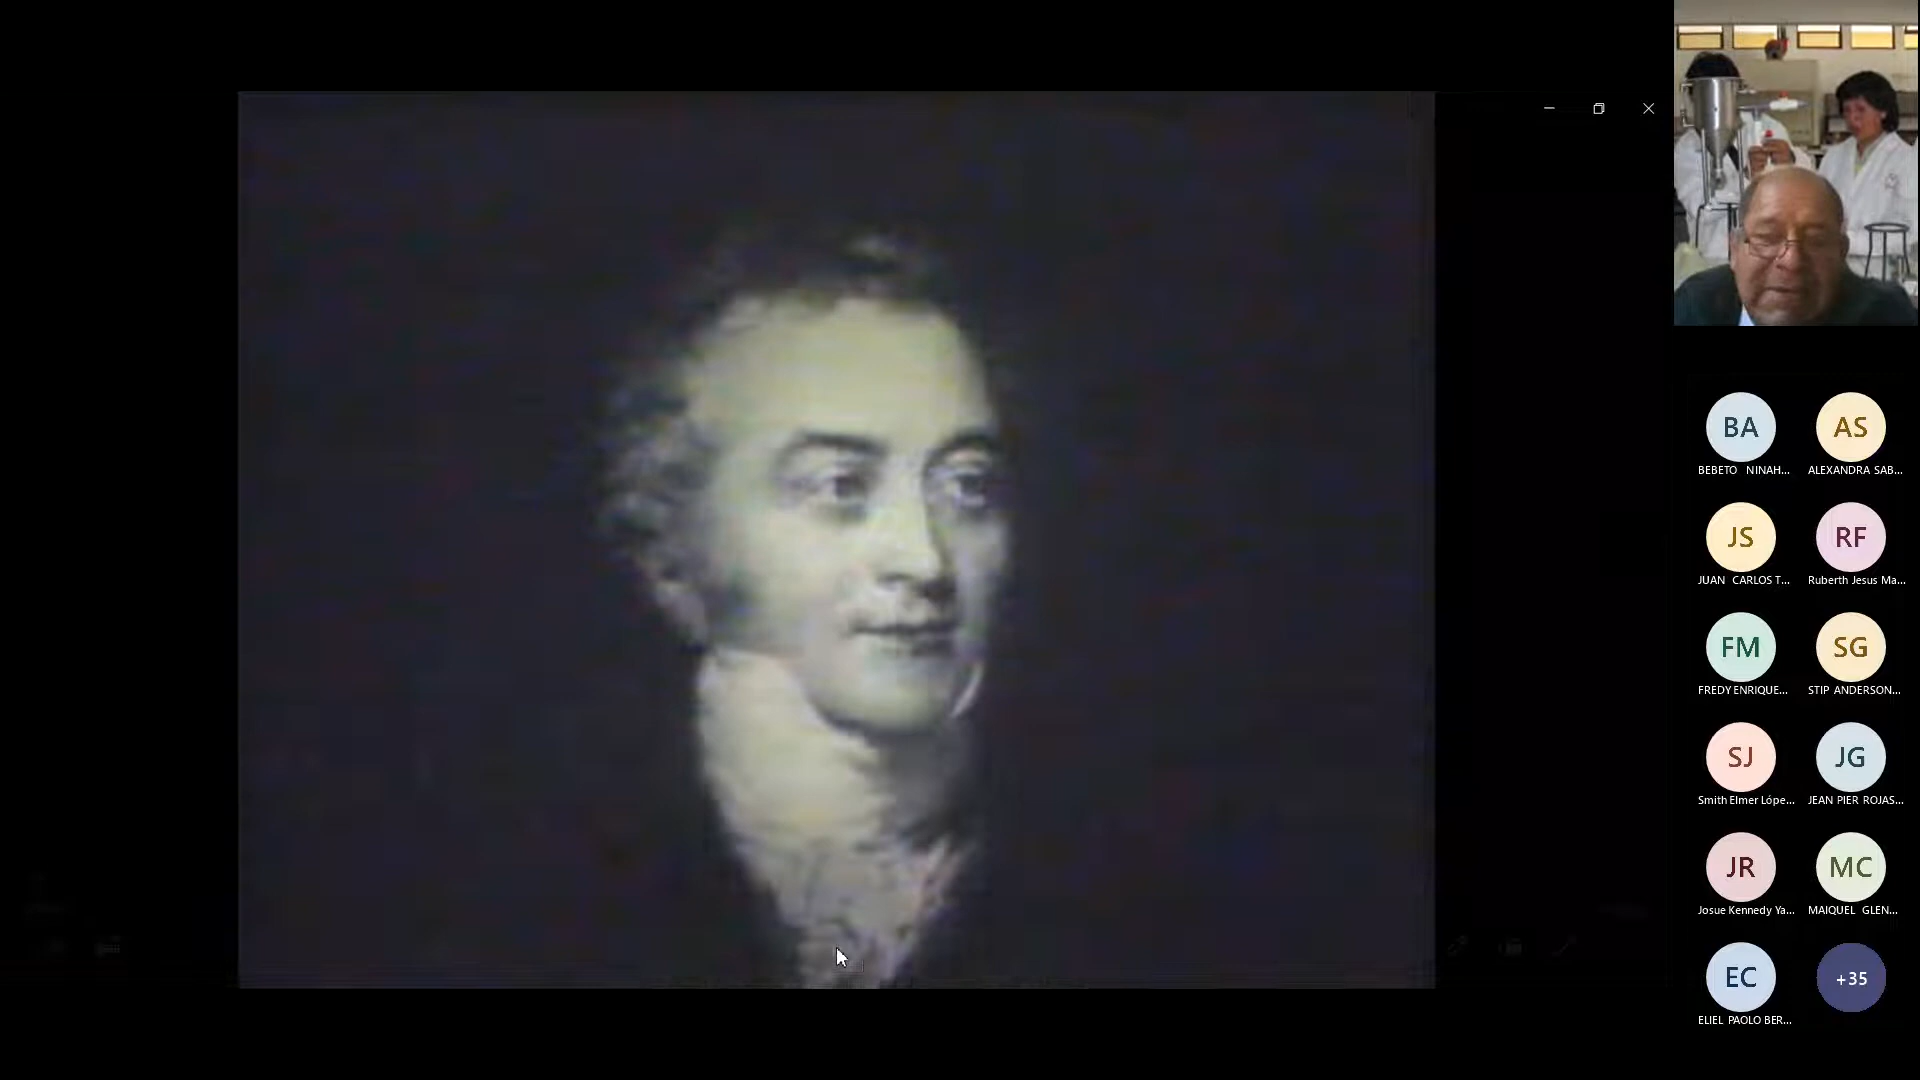 BA AS
BEBETO NINAH... ALEXANDRA SAB...
JS RF
JUAN CARLOS T... Ruberth Jesus Ma...
FM SG
FREDY ENRIQUE... STIP ANDERSON...
SJ JG
Smith Elmer Lópe... JEAN PIER ROJAS...
JR MC
Josue Kennedy Ya... MAIQUEL GLEN...
EC +35
ELIEL PAOLO BER...